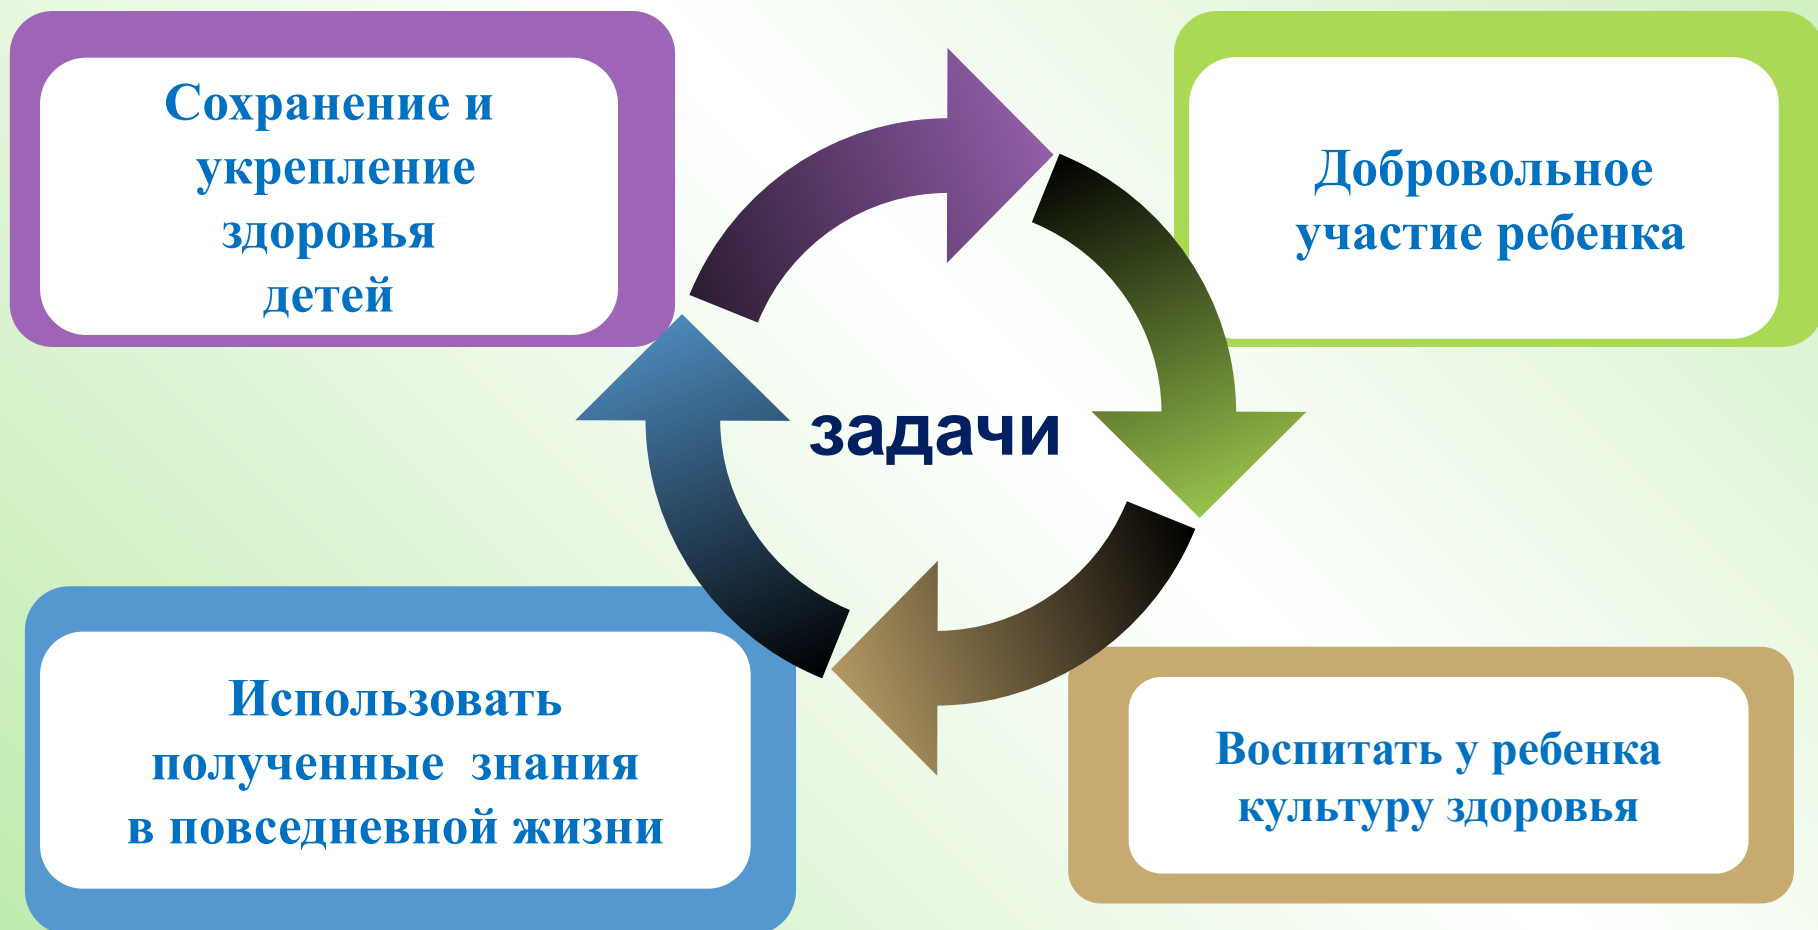 Сохранение и
укрепление
здоровья
детей
Добровольное
участие ребенка
задачи
Использовать
полученные  знания
в повседневной жизни
Воспитать у ребенка
культуру здоровья